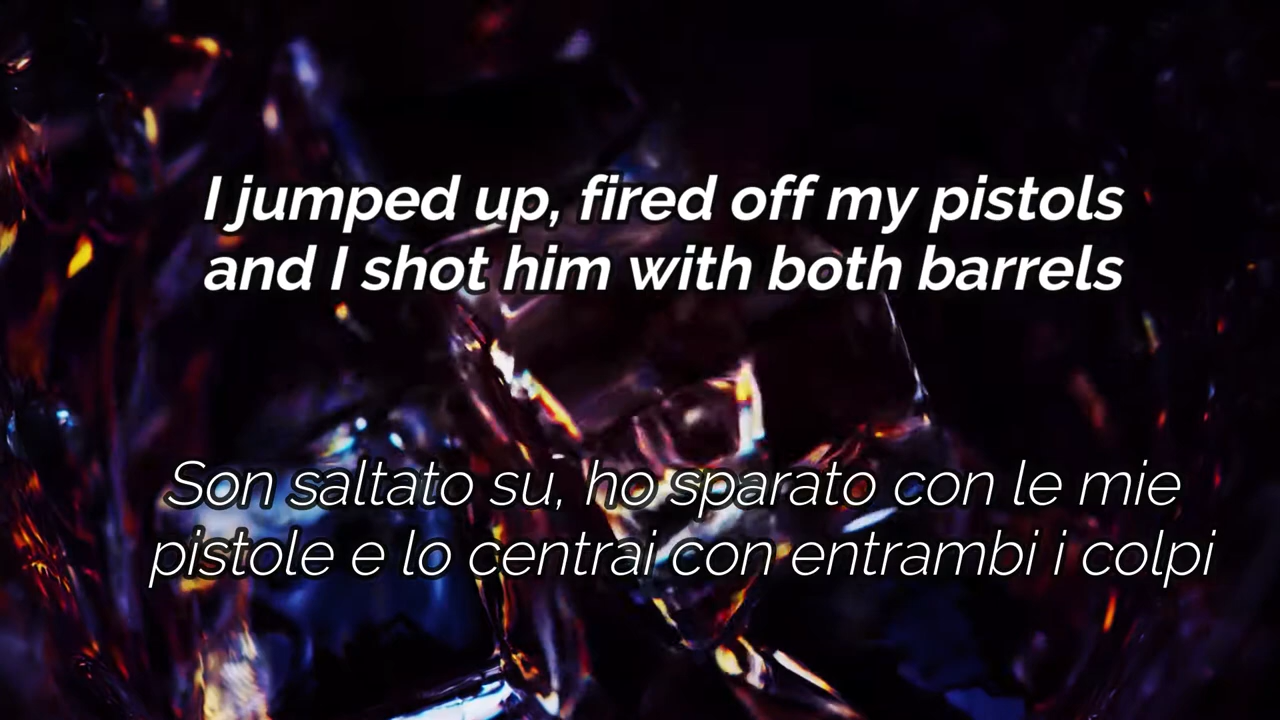 I jumped up, fired off my pistols
and I shot him with both barrels
Son saltato su, ho sparato con le mie
pistole e lo centrai con entrambi i colpi